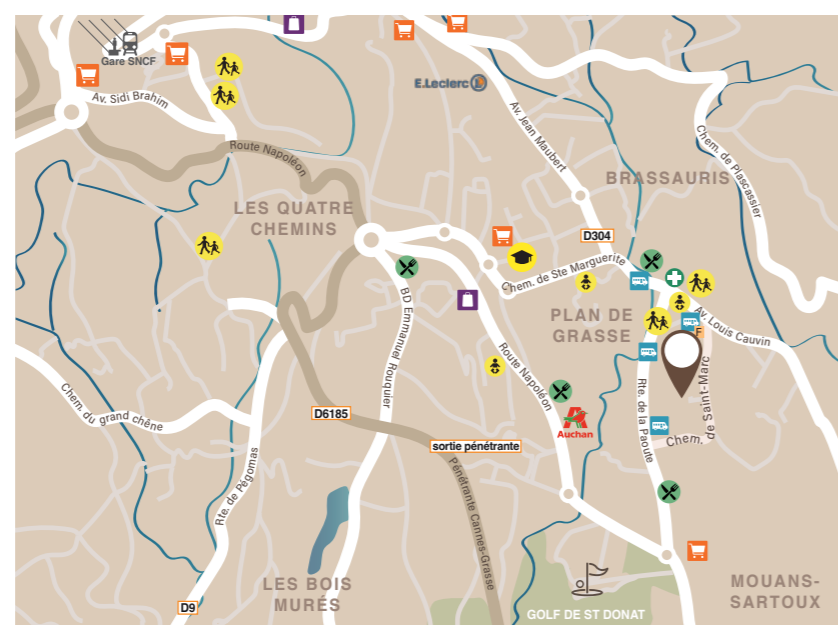 Gare SNCF
Av. Sidi Brahim
E.Leclerc L
Route Napoléon
Av. Jean Maubert
Chem. de Plascassier
BRASSAURIS
LES QUATRE
CHEMINS
D304
Chem. de Ste Marguerite
PLAN DE
GRASSE
Av. Louis Cauvin
F
BD Emmanuel Rouquier
Route Napoléon
Rte. de la Paoute
Chem.
de Saint-Marc
Chem. du grand chêne
D6185
Auchan
sortie pénétrante
Pénétrante Cannes-Grasse
Rte. de Pégomas
LES BOIS
MURÉS
D9
GOLF DE ST DONAT
MOUANS-
SARTOUX